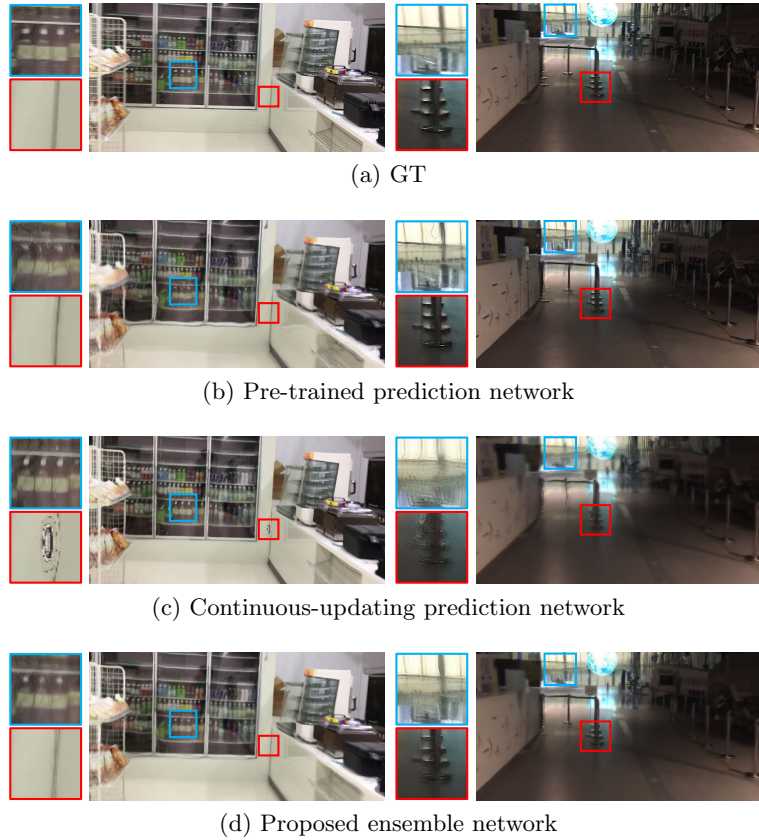 (a) GT
(b) Pre-trained prediction network
(c) Continuous-updating prediction network
(d) Proposed ensemble network